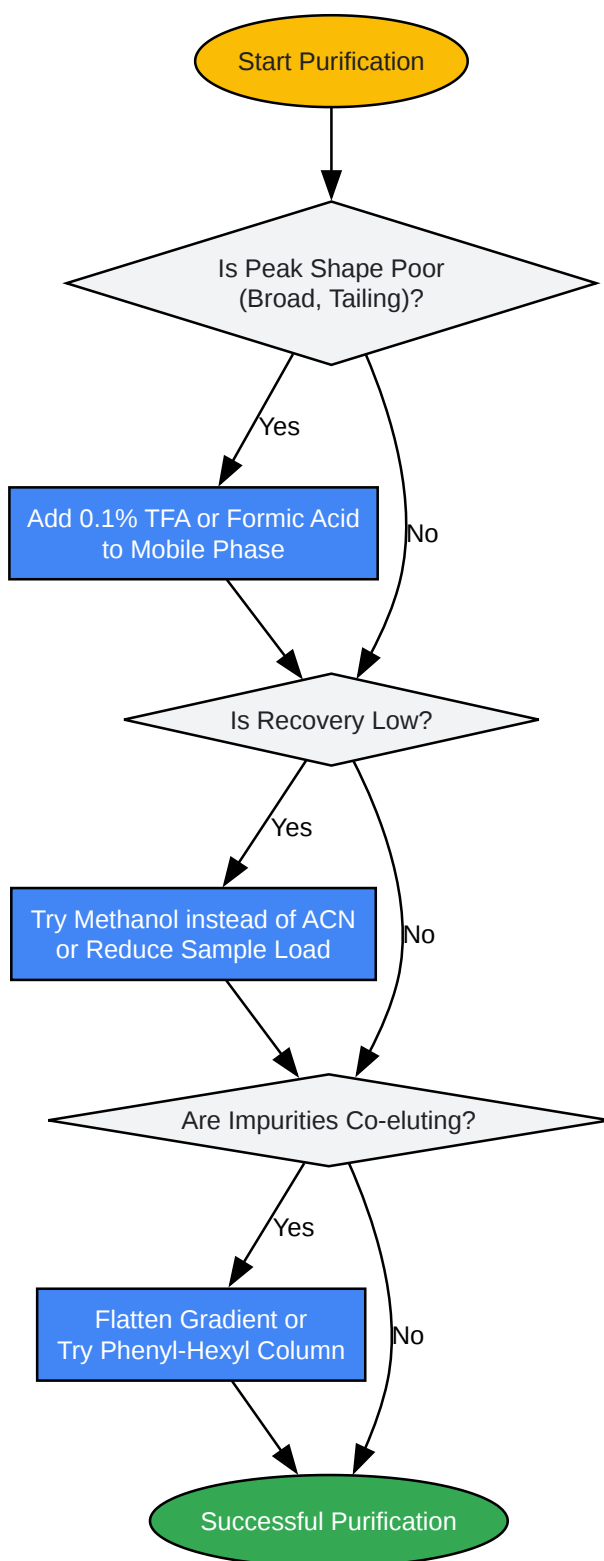 Start Purification
Is Peak Shape Poor
(Broad, Tailing)?
Yes
Add 0.1% TFA or Formic Acid
to Mobile Phase
No
Is Recovery Low?
Yes
Try Methanol instead of ACN
or Reduce Sample Load
No
Are Impurities Co-eluting?
Yes
Flatten Gradient or
Try Phenyl-Hexyl Column
No
Successful Purification